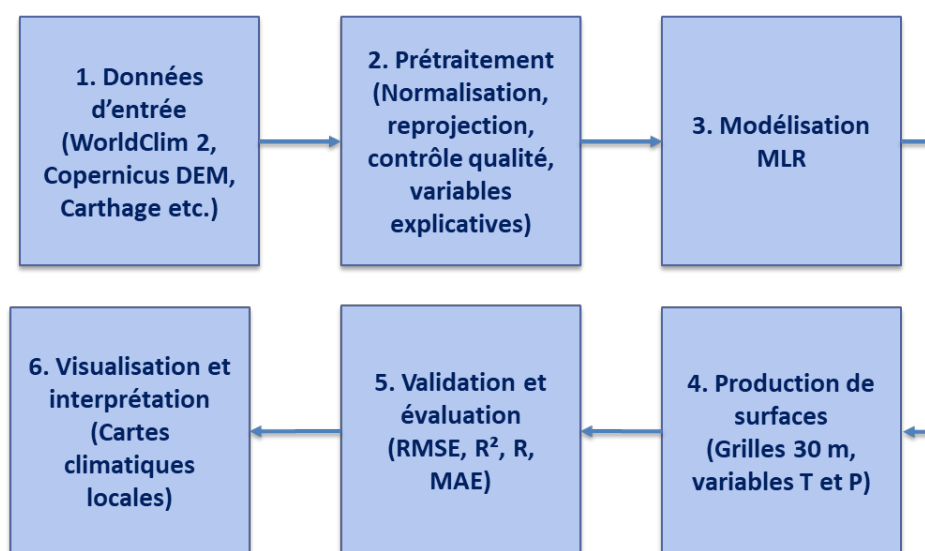 1. Données
d’entrée
(WorldClim 2,
Copernicus DEM,
Carthage etc.)
2. Prétraitement
(Normalisation,
reprojection,
contrôle qualité,
variables
explicatives)
3. Modélisation
MLR
4. Production de
surfaces
(Grilles 30 m,
variables T et P)
5. Validation et
évaluation
(RMSE, R², R,
MAE)
6. Visualisation et
interprétation
(Cartes
climatiques
locales)